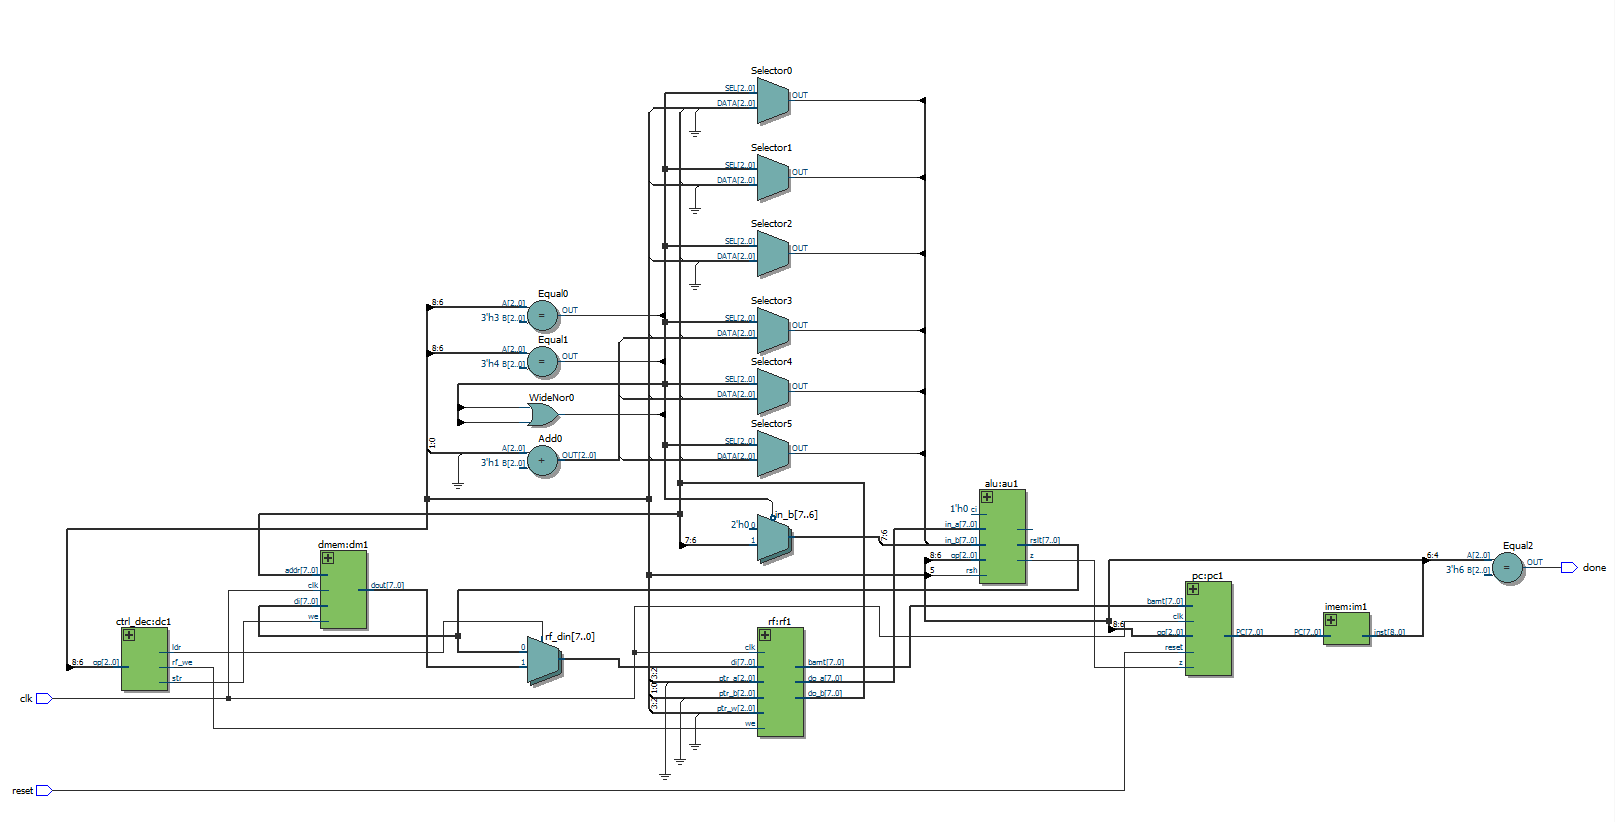 Selector0
SEL[2..0]
OUT
DATA[2..0]
Selector1
SEL[2..0]
OUT
DATA[2..0]
Selector2
SEL[2..0]
OUT
DATA[2..0]
Equal0
8:6
A[2..0]
OUT
3'h3 B[2..0]
Selector3
SEL[2..0]
OUT
DATA[2..0]
Equal1
8:6
A[2..0]
OUT
3'h4 B[2..0]
Selector4
SEL[2..0]
OUT
DATA[2..0]
WideNor0
Selector5
SEL[2..0]
OUT
DATA[2..0]
Add0
1:0
A[2..0]
OUT[2..0]
3'h1 B[2..0]
in_b[7..6]
2'h0 0
7:6
1
7:6
alu:au1
1'h0 ci
in_a[7..0]
in_b[7..0]
rslt[7..0]
8:6
op[2..0]
z
5
rsh
dmem:dm1
addr[7..0]
clk
dout[7..0]
di[7..0]
we
ctrl_dec:dc1
ldr
8:6
op[2..0]
rf_we
str
rf_din[7..0]
0
1
rf:rf1
clk
di[7..0]
bamt[7..0]
3:2
ptr_a[2..0]
do_a[7..0]
1:0
ptr_b[2..0]
do_b[7..0]
ptr_w[2..0]
we
pc:pc1
bamt[7..0]
clk
8:6
op[2..0]
PC[7..0]
reset
z
imem:im1
PC[7..0]
inst[8..0]
Equal2
6:4
A[2..0]
OUT
3'h6 B[2..0]
done
clk
reset